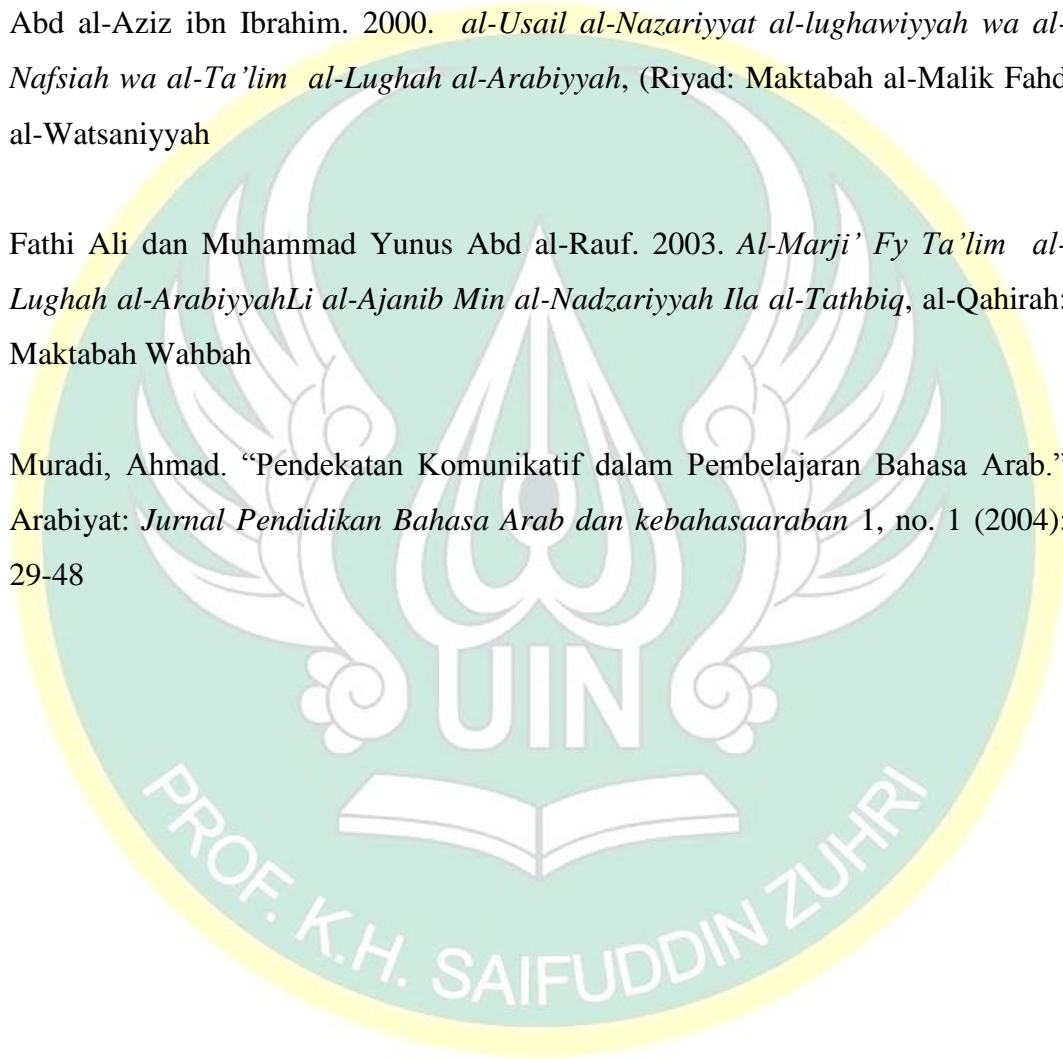 Abd al-Aziz ibn Ibrahim. 2000. al-Usail al-Nazariyyat al-lughawiyyah wa al-
Nafsiah wa al-Ta’lim al-Lughah al-Arabiyyah, (Riyad: Maktabah al-Malik Fahd
al-Watsaniyyah
Fathi Ali dan Muhammad Yunus Abd al-Rauf. 2003. Al-Marji’ Fy Ta’lim al-
Lughah al-ArabiyyahLi al-Ajanib Min al-Nadzariyyah Ila al-Tathbiq, al-Qahirah:
Maktabah Wahbah
Muradi, Ahmad. “Pendekatan Komunikatif dalam Pembelajaran Bahasa Arab.”
Arabiyat: Jurnal Pendidikan Bahasa Arab dan kebahasaaraban 1, no. 1 (2004):
29-48
UIN
PROF. K.H. SAIFUDDIN ZUHRI